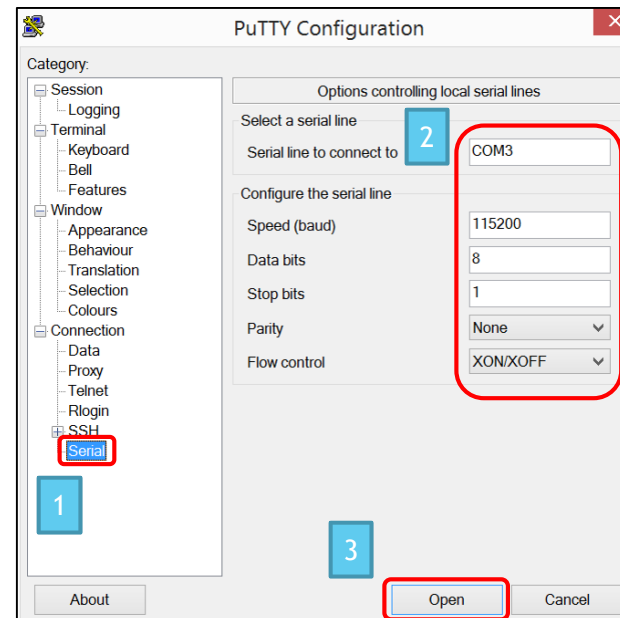 PuTTY Configuration
Category:
Session
Logging
Terminal
Keyboard
Bell
Features
Window
Appearance
Behaviour
Translation
Selection
Colours
Connection
Data
Proxy
Telnet
Rlogin
SSH
Serial
1
Options controlling local serial lines
Select a serial line
2
Serial line to connect to COM3
Configure the serial line
Speed (baud) 115200
Data bits 8
Stop bits 1
Parity None
Flow control XON/XOFF
3
About Open Cancel